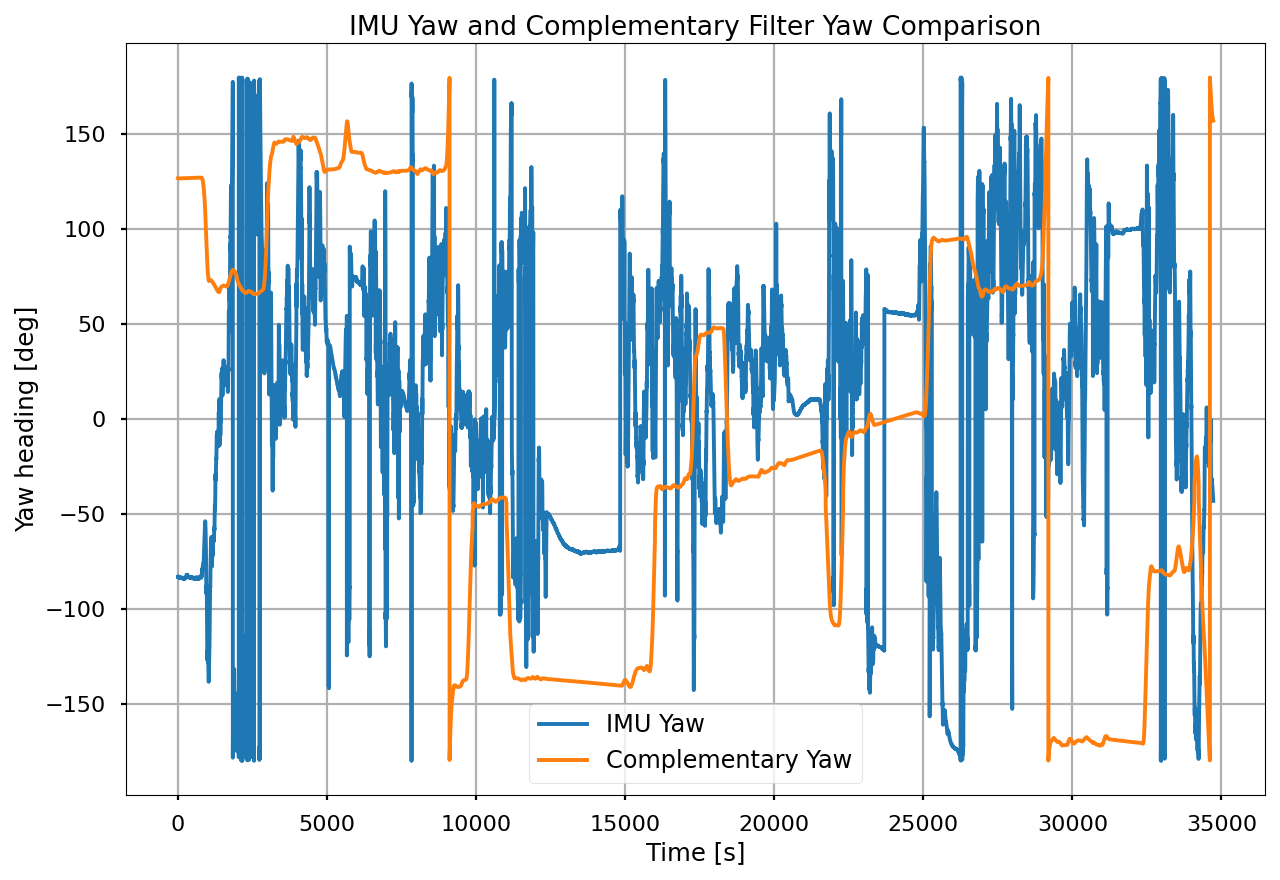 IMU Yaw and Complementary Filter Yaw Comparison
Yaw heading [deg]
150
100
50
0
−50
−100
−150
IMU Yaw
Complementary Yaw
0 5000 10000 15000 20000 25000 30000 35000
Time [s]